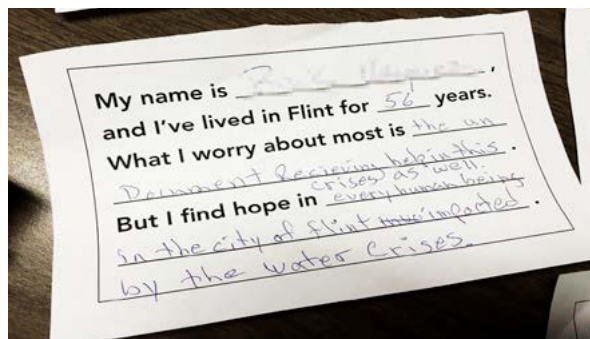 My name is
and I've lived in Flint for 56 years.
What I worry about most is the un
Document Recieving help in this
crises as well.
But I find hope in every human being
in the city of flint impacted
by the water Crises.